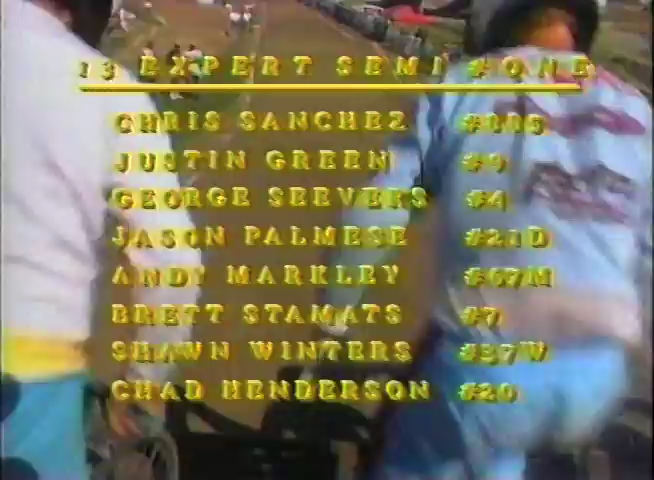 13 EXPERT SEMI #ONE
CHRIS SANCHEZ
JUSTIN GREEN #9
GEORGE SEEVERS #4
JASON PALMESE #21D
ANDY MARKLEY #67M
BRETT STAMATS #7
SHAWN WINTERS #37W
CHAD HENDERSON #20